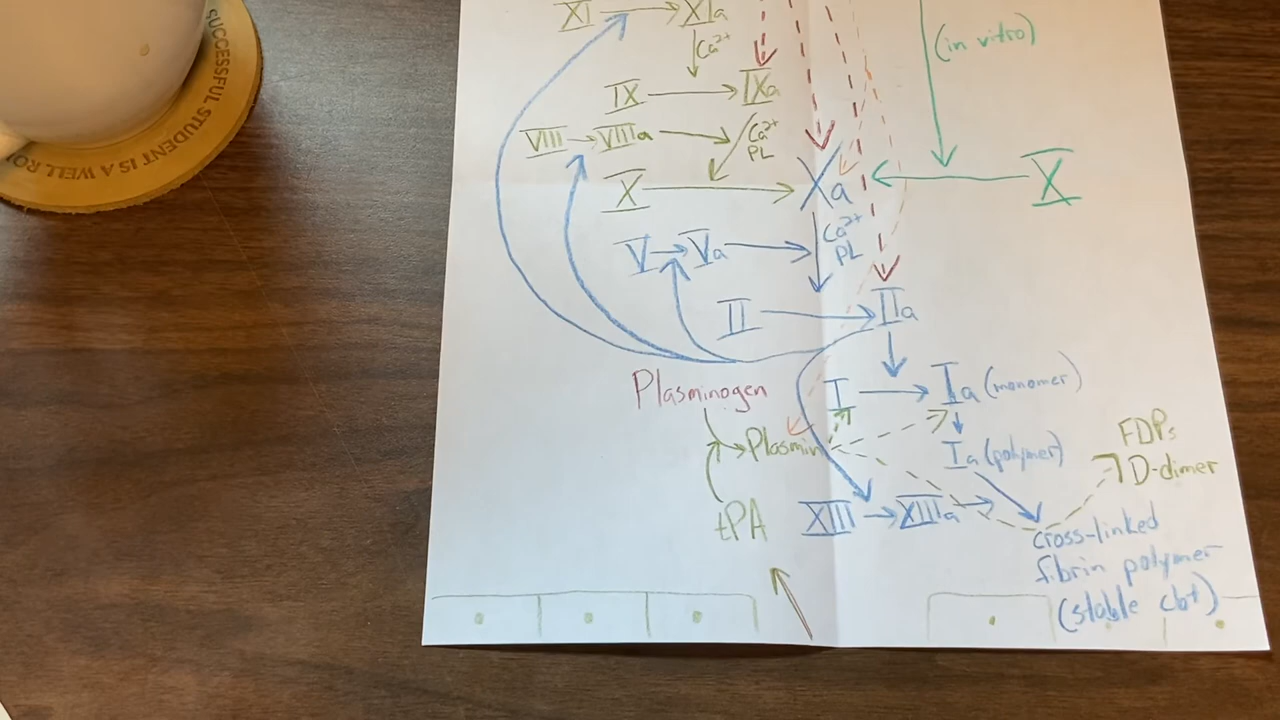 SUCCESSFUL STUDENT IS A WELL RO
XI XIa
Ca2+
(in vitro)
IX IXa
VIII VIIIa
Ca2+
PL
X Xa X
Ca2+
PL
V Va
II IIa
Plasminogen
I Ia (monomer)
Plasmin
Ia (polymer)
FDPs
D-dimer
tPA
XIII XIIIa
cross-linked
fibrin polymer
(stable clot)